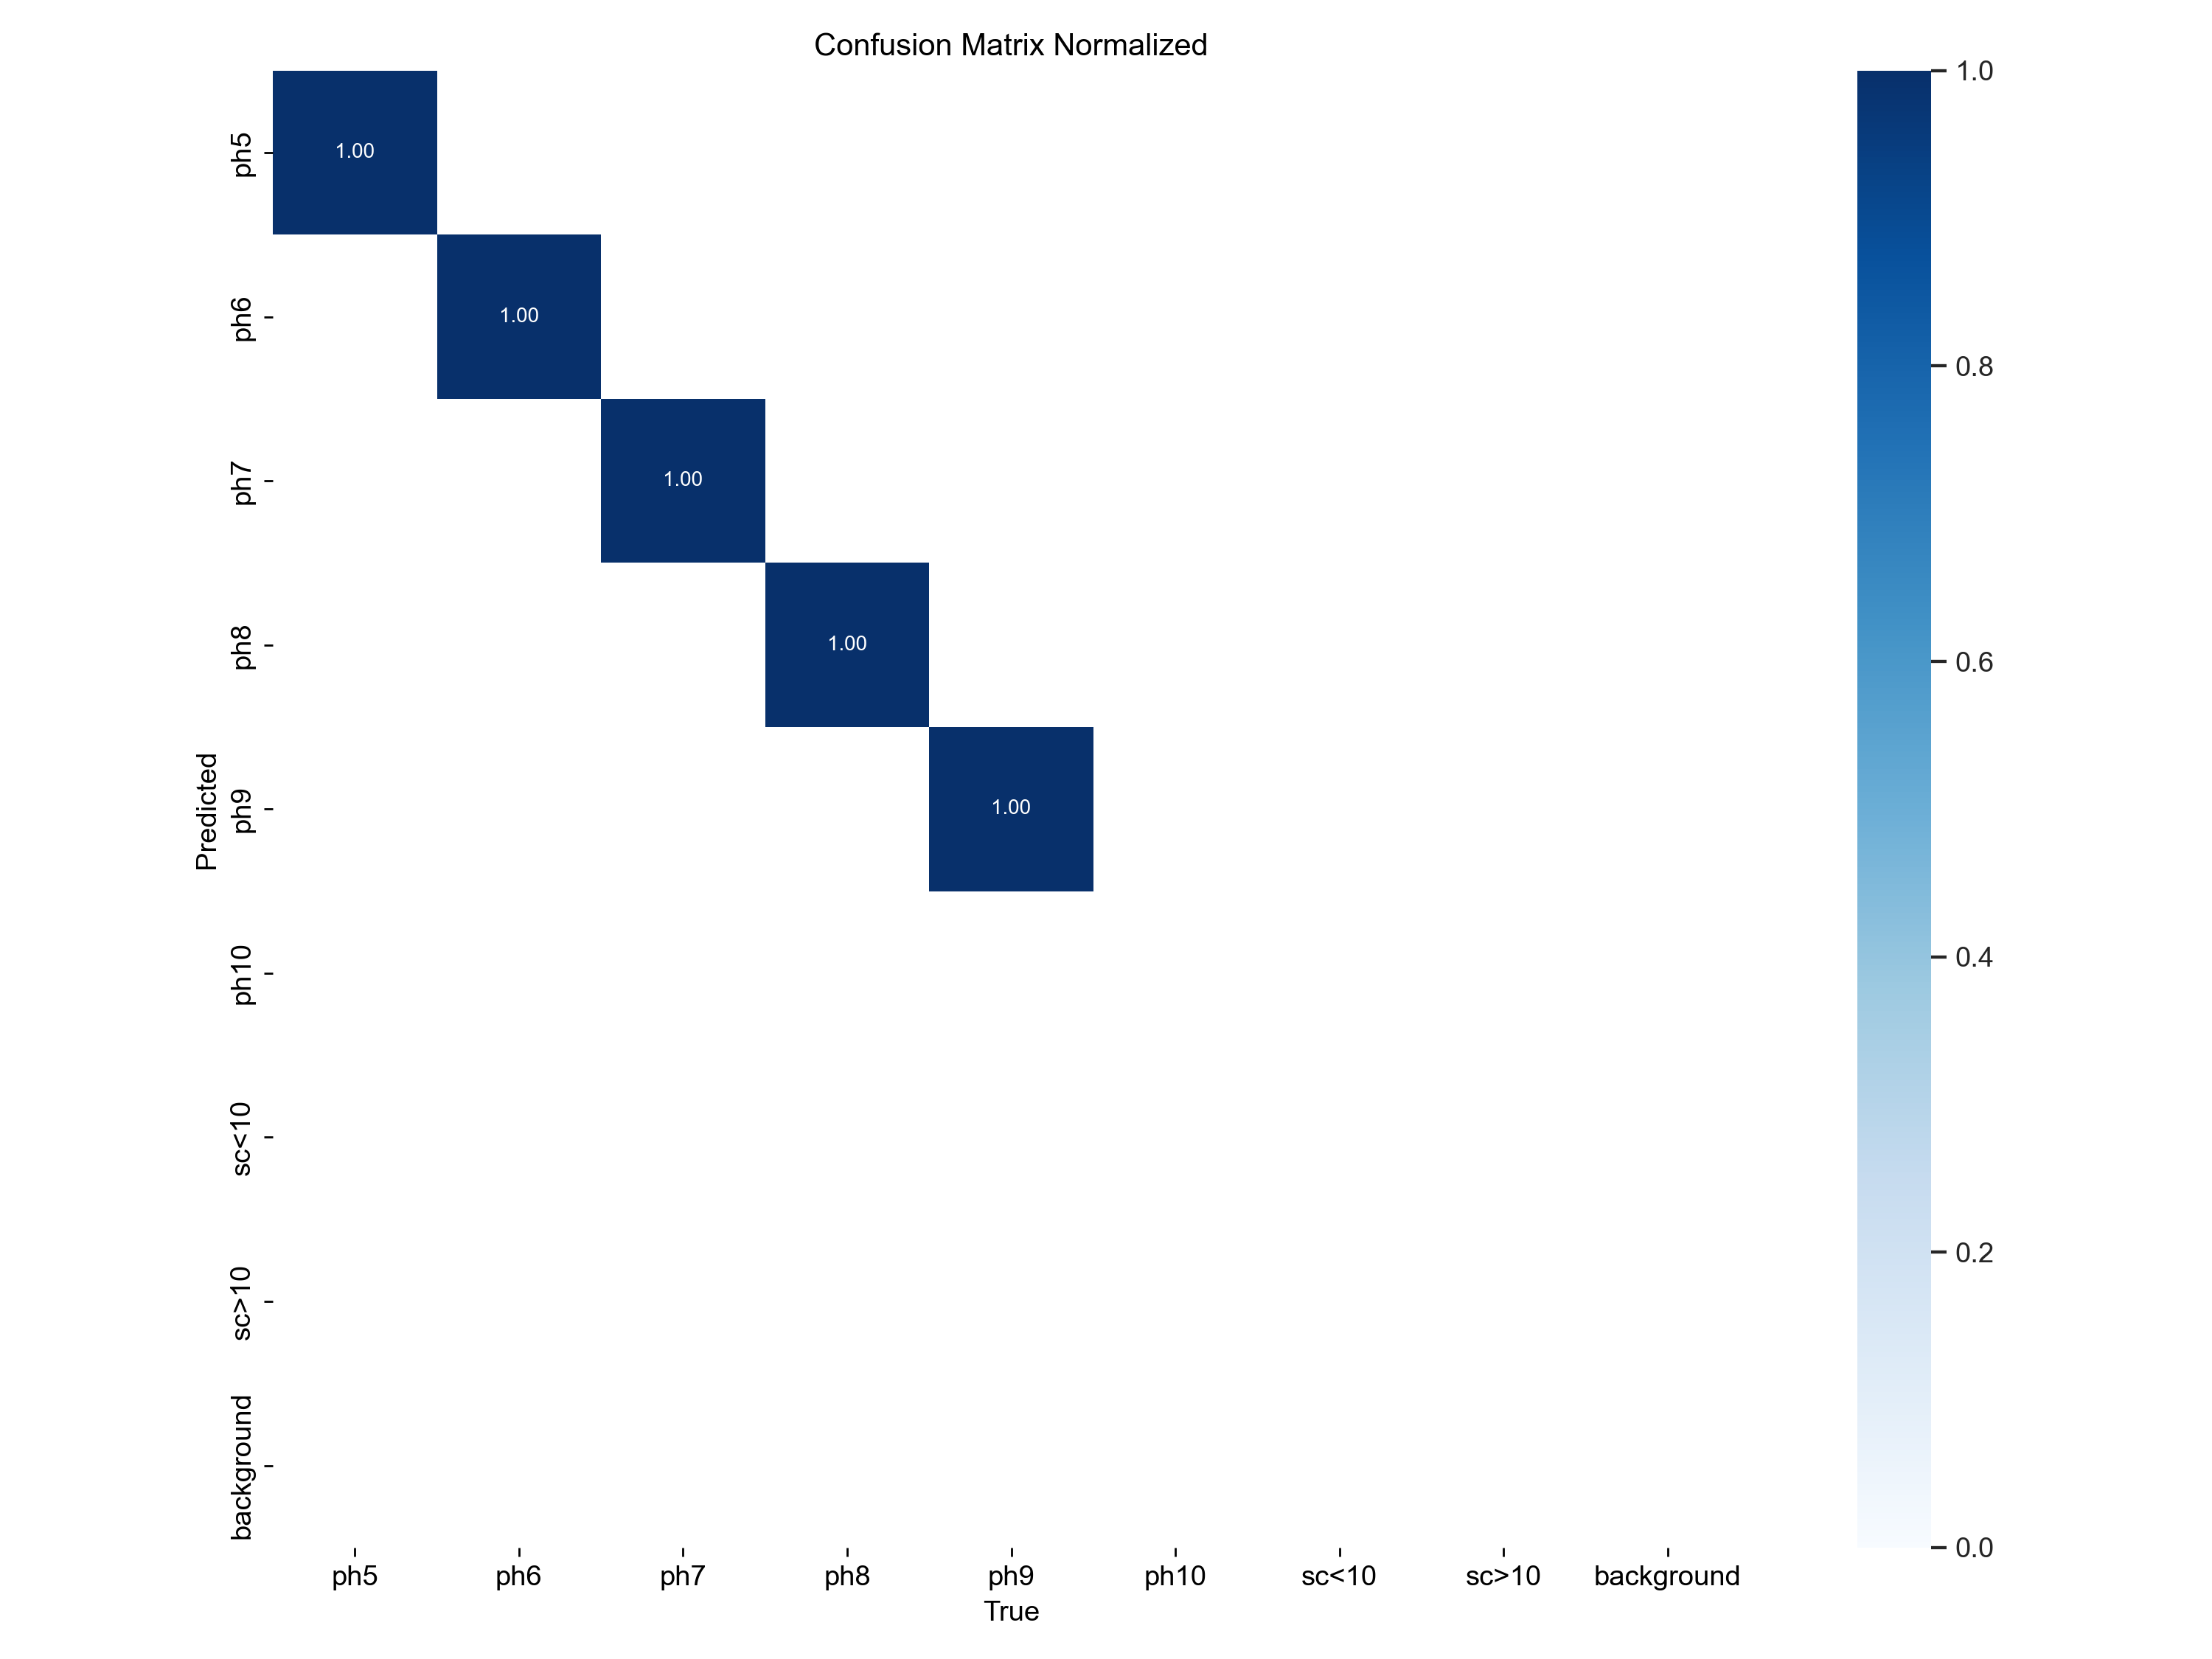 Confusion Matrix Normalized
ph5
ph6
ph7
ph8
ph9
ph10
sc<10
sc>10
background
Predicted
1.00
1.00
1.00
1.00
1.00
ph5 ph6 ph7 ph8 ph9 ph10 sc<10 sc>10 background
True
1.0
0.8
0.6
0.4
0.2
0.0